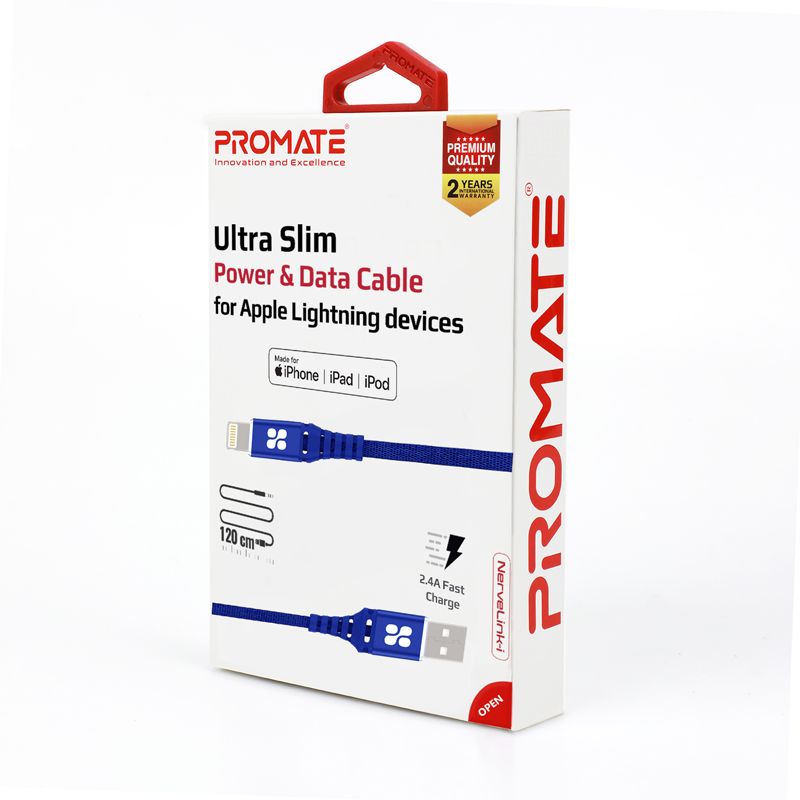 PROMATE
PROMATE®
Innovation and Excellence
PREMIUM
QUALITY
2 YEARS
INTERNATIONAL
WARRANTY
Ultra Slim
Power & Data Cable
for Apple Lightning devices
Made for
iPhone | iPad | iPod
120 cm
2.4A Fast
Charge
NerveLink-i
OPEN
PROMATE®